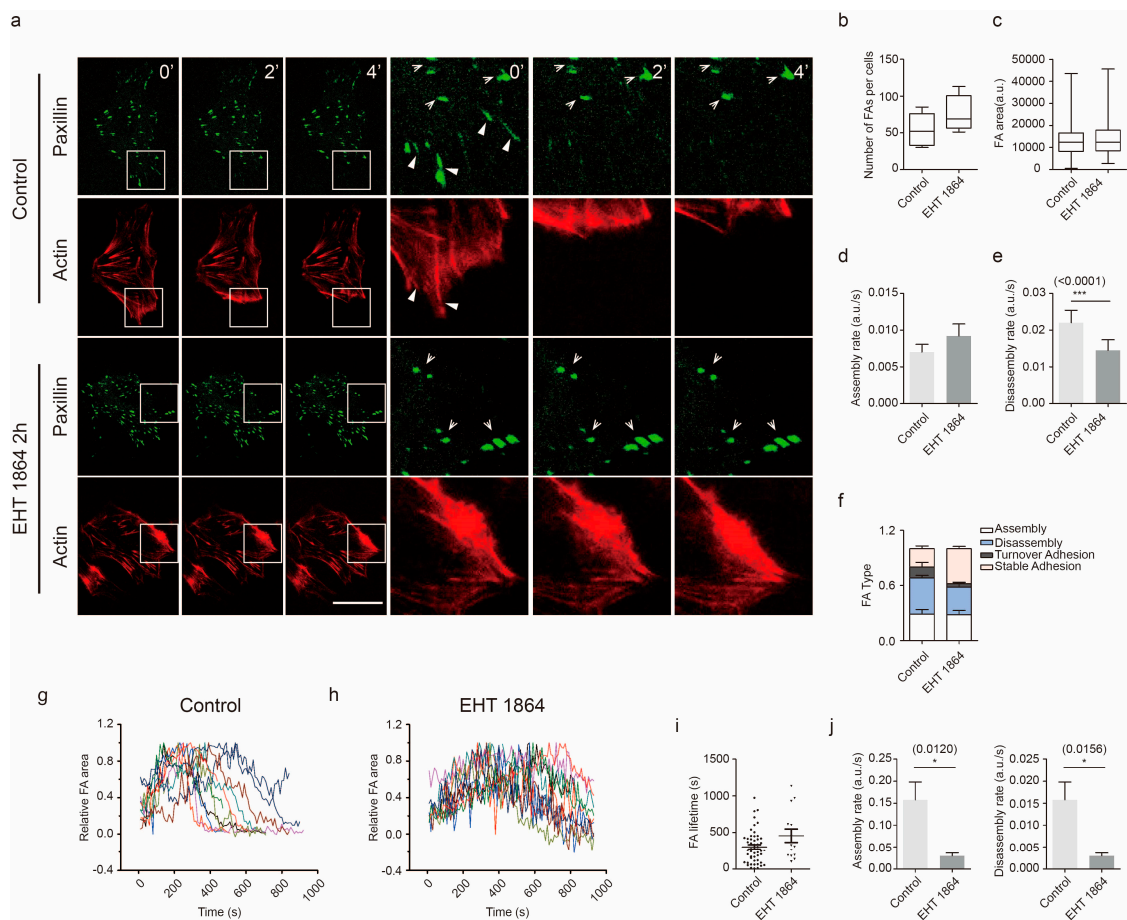 a
0’
2’
4’
0’
2’
4’
Control
Paxillin
Actin
EHT 1864 2h
Paxillin
Actin
b
Number of FAs per cells
150
100
50
0
Control
EHT 1864
c
FA area(a.u.)
50000
40000
30000
20000
10000
0
Control
EHT 1864
d
Assembly rate (a.u./s)
0.015
0.010
0.005
0.000
Control
EHT 1864
e
(<0.0001)
***
Disassembly rate (a.u./s)
0.03
0.02
0.01
0.00
Control
EHT 1864
f
FA Type
1.2
0.6
0.0
Control
EHT 1864
Assembly
Disassembly
Turnover Adhesion
Stable Adhesion
g
Control
Relative FA area
1.2
0.8
0.4
0.0
-0.4
0
200
400
600
800
1000
Time (s)
h
EHT 1864
Relative FA area
1.2
0.8
0.4
0.0
-0.4
0
200
400
600
800
1000
Time (s)
i
FA lifetime (s)
1500
1000
500
0
Control
EHT 1864
j
(0.0120)
*
Assembly rate (a.u./s)
0.25
0.20
0.15
0.10
0.05
0.00
Control
EHT 1864
(0.0156)
*
Disassembly rate (a.u./s)
0.025
0.020
0.015
0.010
0.005
0.000
Control
EHT 1864